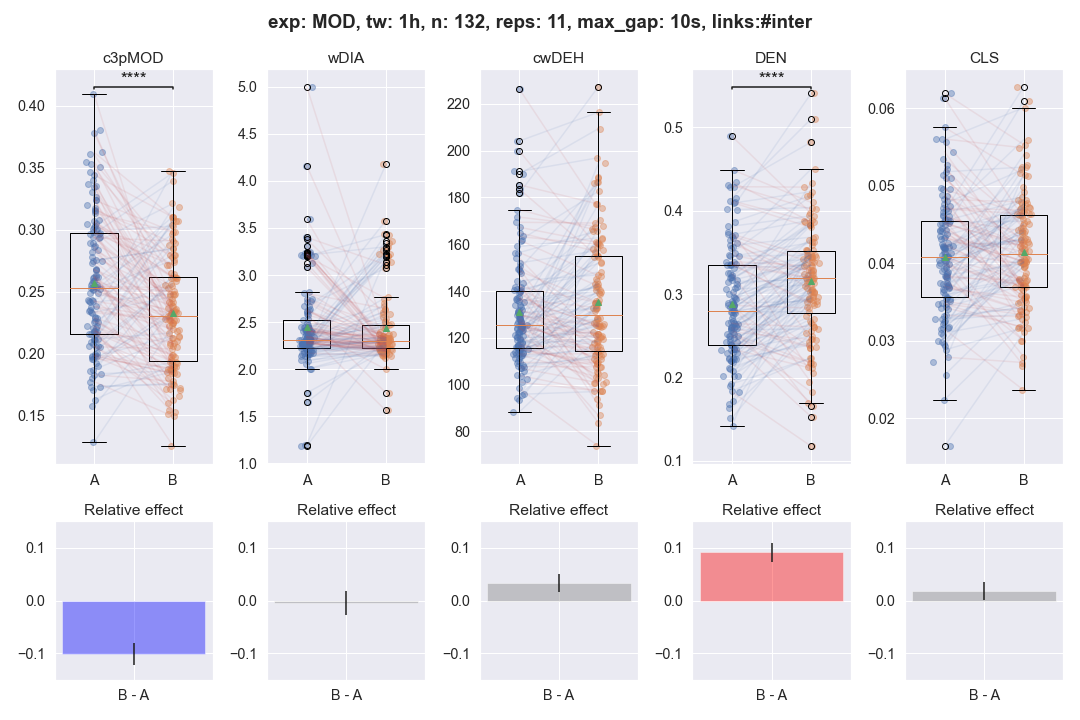 exp: MOD, tw: 1h, n: 132, reps: 11, max_gap: 10s, links:#inter
c3pMOD
wDIA
cwDEH
DEN
CLS
****
****
0.40
0.35
0.30
0.25
0.20
0.15
A
B
5.0
4.5
4.0
3.5
3.0
2.5
2.0
1.5
1.0
A
B
220
200
180
160
140
120
100
80
A
B
0.5
0.4
0.3
0.2
0.1
A
B
0.06
0.05
0.04
0.03
0.02
A
B
Relative effect
Relative effect
Relative effect
Relative effect
Relative effect
0.1
0.0
−0.1
B - A
0.1
0.0
−0.1
B - A
0.1
0.0
−0.1
B - A
0.1
0.0
−0.1
B - A
0.1
0.0
−0.1
B - A